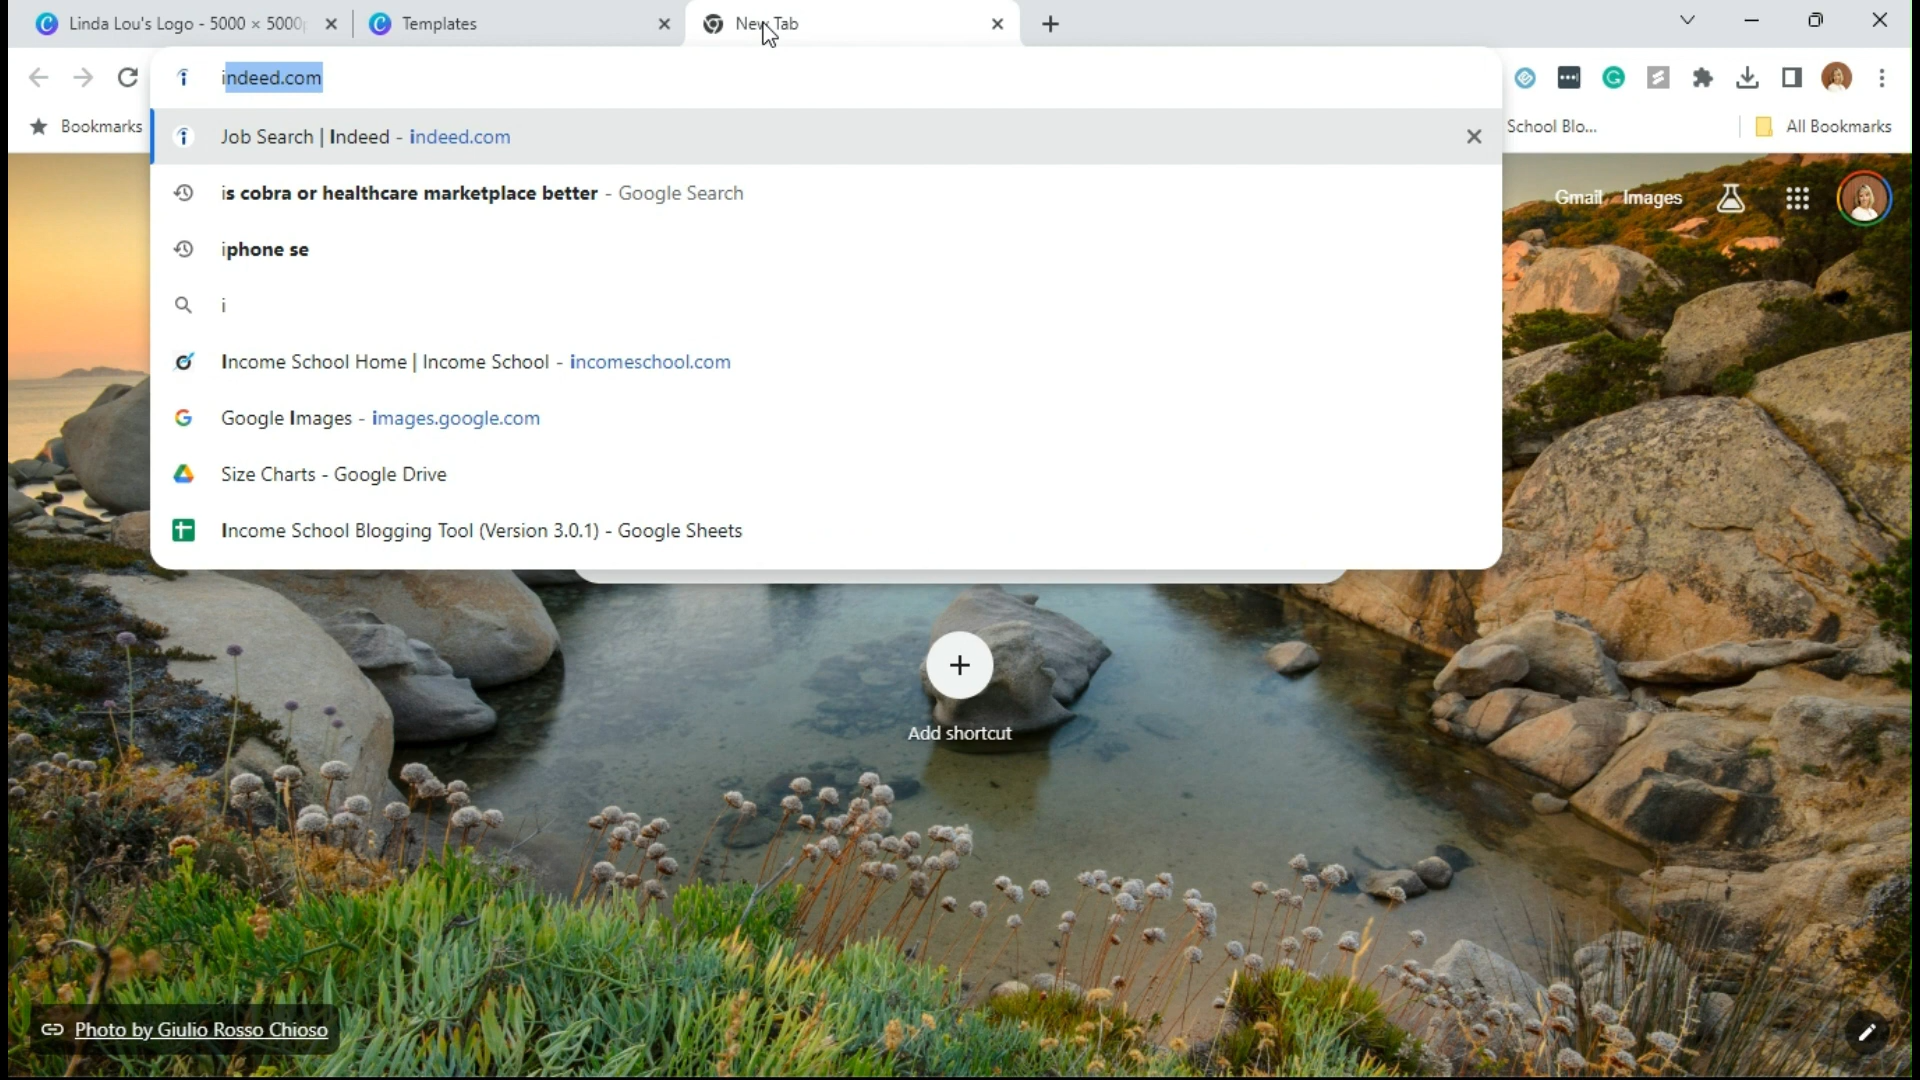 Linda Lou's Logo - 5000 × 5000
Templates
New Tab
indeed.com
Bookmarks
School Blo...
All Bookmarks
Job Search | Indeed - indeed.com
is cobra or healthcare marketplace better - Google Search
Gmail Images
iphone se
i
Income School Home | Income School - incomeschool.com
Google Images - images.google.com
Size Charts - Google Drive
Income School Blogging Tool (Version 3.0.1) - Google Sheets
Add shortcut
Photo by Giulio Rosso Chioso